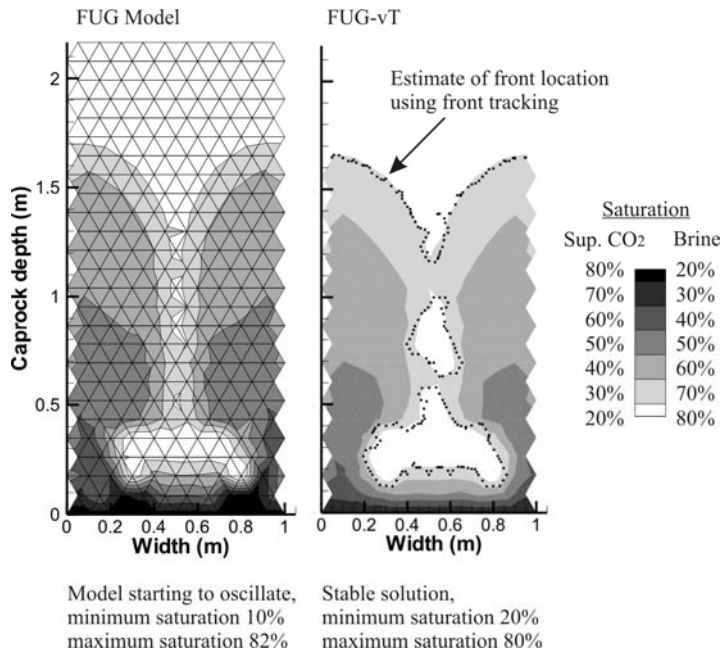 FUG Model
FUG-vT
Estimate of front location
using front tracking
Caprock depth (m)
2
1.5
1
0.5
0
0 0.2 0.4 0.6 0.8 1
Width (m)
0 0.2 0.4 0.6 0.8 1
Width (m)
Saturation
Sup. CO2 Brine
80% 20%
70% 30%
60% 40%
50% 50%
40% 60%
30% 70%
20% 80%
Model starting to oscillate,
minimum saturation 10%
maximum saturation 82%
Stable solution,
minimum saturation 20%
maximum saturation 80%